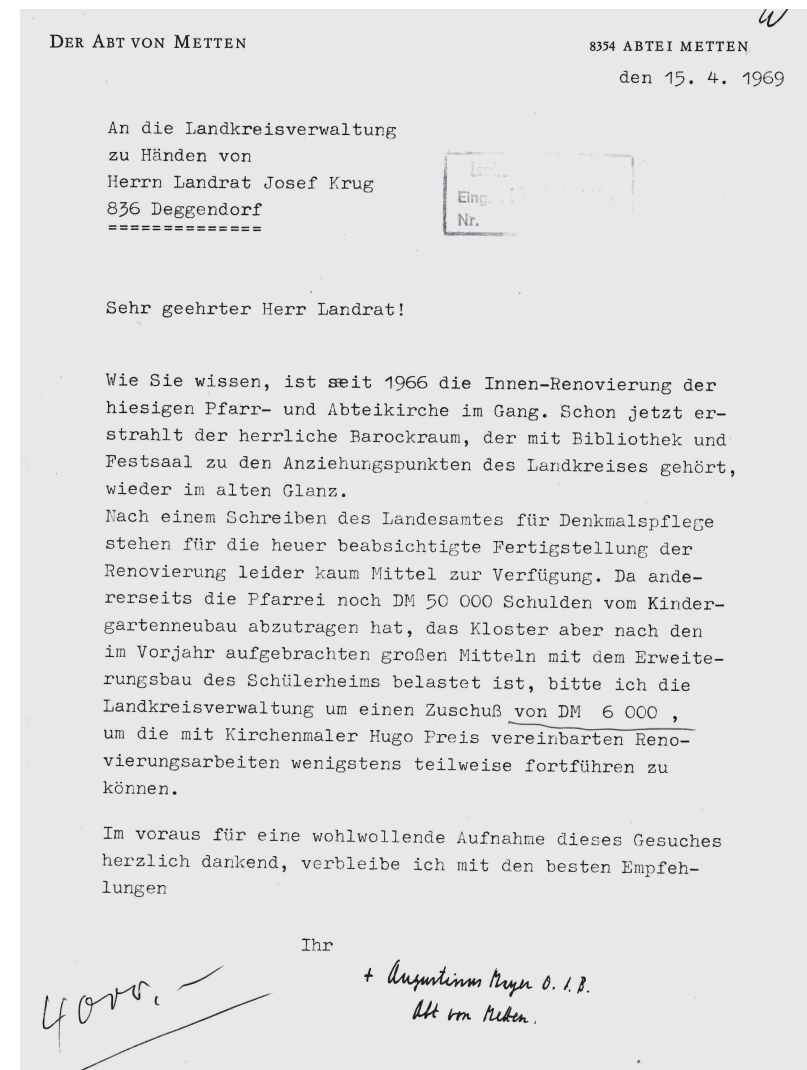 DER ABT VON METTEN
8354 ABTEI METTEN
den 15. 4. 1969
An die Landkreisverwaltung
zu Händen von
Herrn Landrat Josef Krug
836 Deggendorf
==============
Eing.
Nr.
Sehr geehrter Herr Landrat!
Wie Sie wissen, ist seit 1966 die Innen-Renovierung der
hiesigen Pfarr- und Abteikirche im Gang. Schon jetzt er-
strahlt der herrliche Barockraum, der mit Bibliothek und
Festsaal zu den Anziehungspunkten des Landkreises gehört,
wieder im alten Glanz.
Nach einem Schreiben des Landesamtes für Denkmalspflege
stehen für die heuer beabsichtigte Fertigstellung der
Renovierung leider kaum Mittel zur Verfügung. Da ande-
rerseits die Pfarrei noch DM 50 000 Schulden vom Kinder-
gartenneubau abzutragen hat, das Kloster aber nach den
im Vorjahr aufgebrachten großen Mitteln mit dem Erweite-
rungsbau des Schülerheims belastet ist, bitte ich die
Landkreisverwaltung um einen Zuschuß von DM 6 000 ,
um die mit Kirchenmaler Hugo Preis vereinbarten Reno-
vierungsarbeiten wenigstens teilweise fortführen zu
können.
Im voraus für eine wohlwollende Aufnahme dieses Gesuches
herzlich dankend, verbleibe ich mit den besten Empfeh-
lungen
Ihr
+ Augustinus Mayer O. S. B.
Abt von Metten.
4000.-